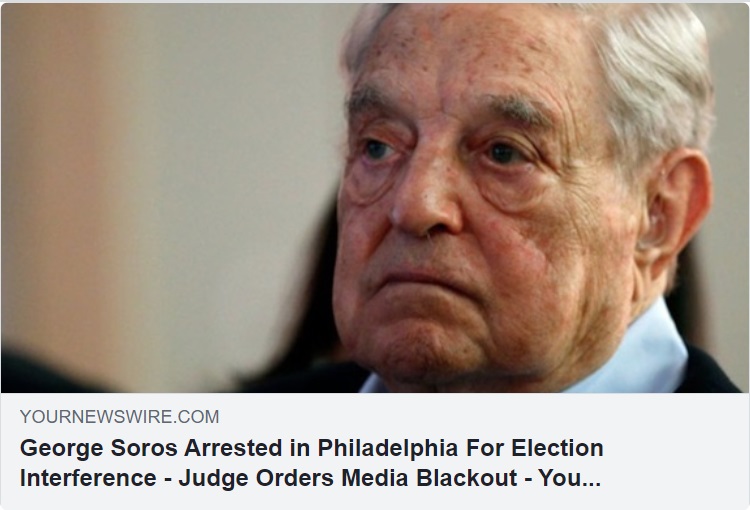 YOURNEWSWIRE.COM
George Soros Arrested in Philadelphia For Election
Interference - Judge Orders Media Blackout - You...